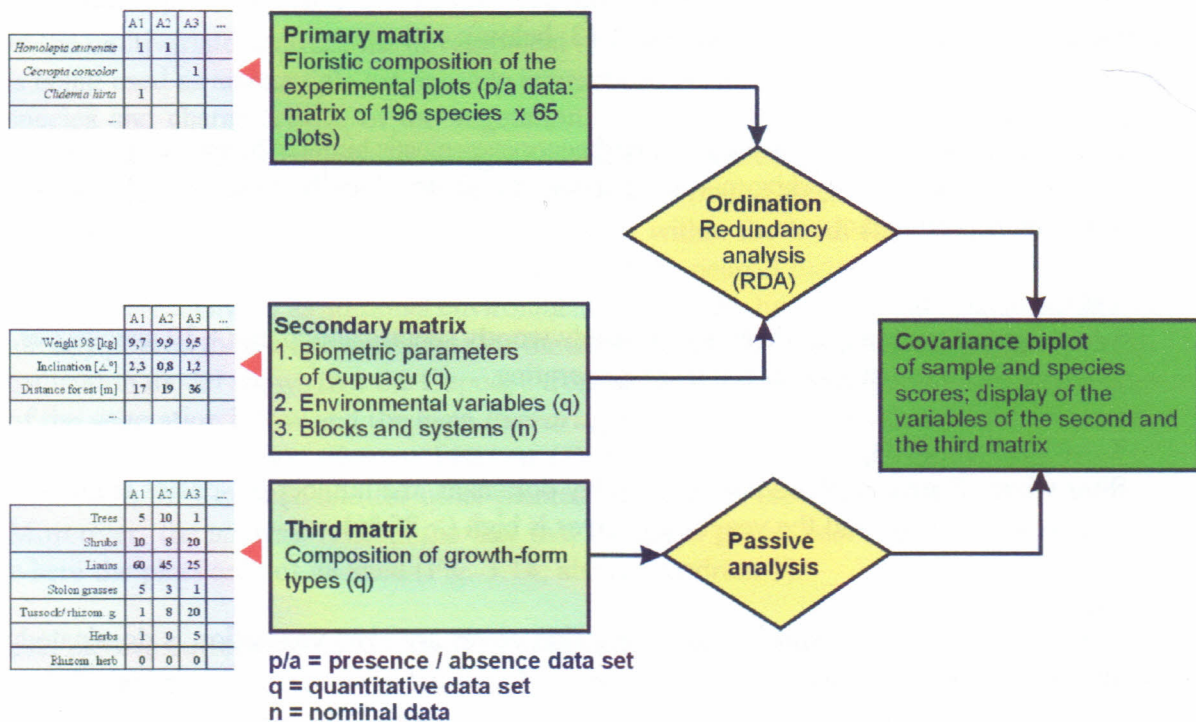 A1 A2 A3 ...
Homolepis aturensis 1 1
Cecropia concolor 1
Clidemia hirta 1
...
Primary matrix
Floristic composition of the
experimental plots (p/a data:
matrix of 196 species x 65
plots)
Ordination
Redundancy
analysis
(RDA)
A1 A2 A3 ...
Weight 98 [kg] 9,7 9,9 9,5
Inclination [∠°] 2,3 0,8 1,2
Distance forest [m] 17 19 36
...
Secondary matrix
1. Biometric parameters
of Cupuaçu (q)
2. Environmental variables (q)
3. Blocks and systems (n)
Covariance biplot
of sample and species
scores; display of the
variables of the second and
the third matrix
A1 A2 A3 ...
Trees 5 10 1
Shrubs 10 8 20
Lianas 60 45 25
Stolon grasses 5 3 1
Tussock/ rhizom. g. 1 8 20
Herbs 1 0 5
Rhizom. herb 0 0 0
Third matrix
Composition of growth-form
types (q)
Passive
analysis
p/a = presence / absence data set
q = quantitative data set
n = nominal data